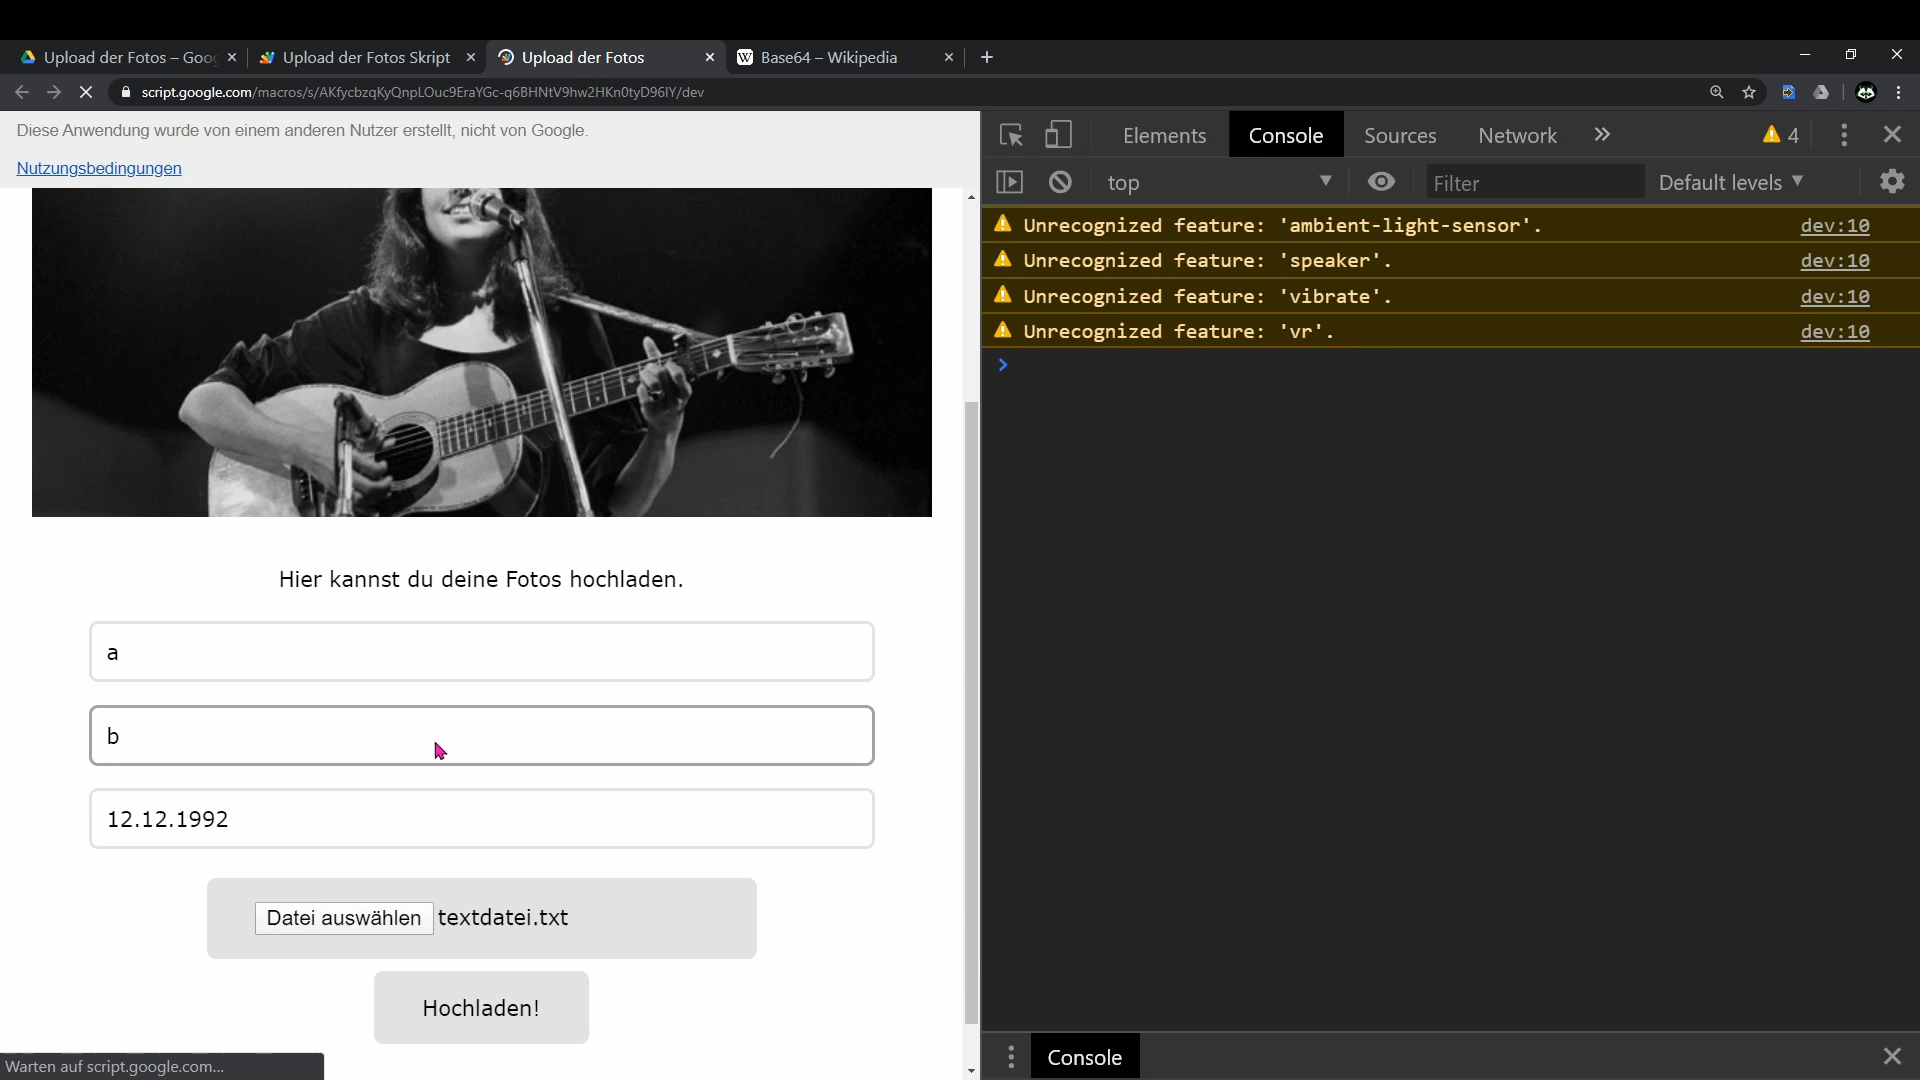 Upload der Fotos – Goog
Upload der Fotos Skript
Upload der Fotos
W Base64 – Wikipedia
script.google.com/macros/s/AKfycbzqKyQnpLOuc9EraYGc-q6BHNtV9hw2HKn0tyD96lY/dev
Diese Anwendung wurde von einem anderen Nutzer erstellt, nicht von Google.
Nutzungsbedingungen
Hier kannst du deine Fotos hochladen.
a
b
12.12.1992
Datei auswählen textdatei.txt
Hochladen!
Warten auf script.google.com...
Elements Console Sources Network 4
top Filter Default levels
Unrecognized feature: 'ambient-light-sensor'. dev:10
Unrecognized feature: 'speaker'. dev:10
Unrecognized feature: 'vibrate'. dev:10
Unrecognized feature: 'vr'. dev:10
Console